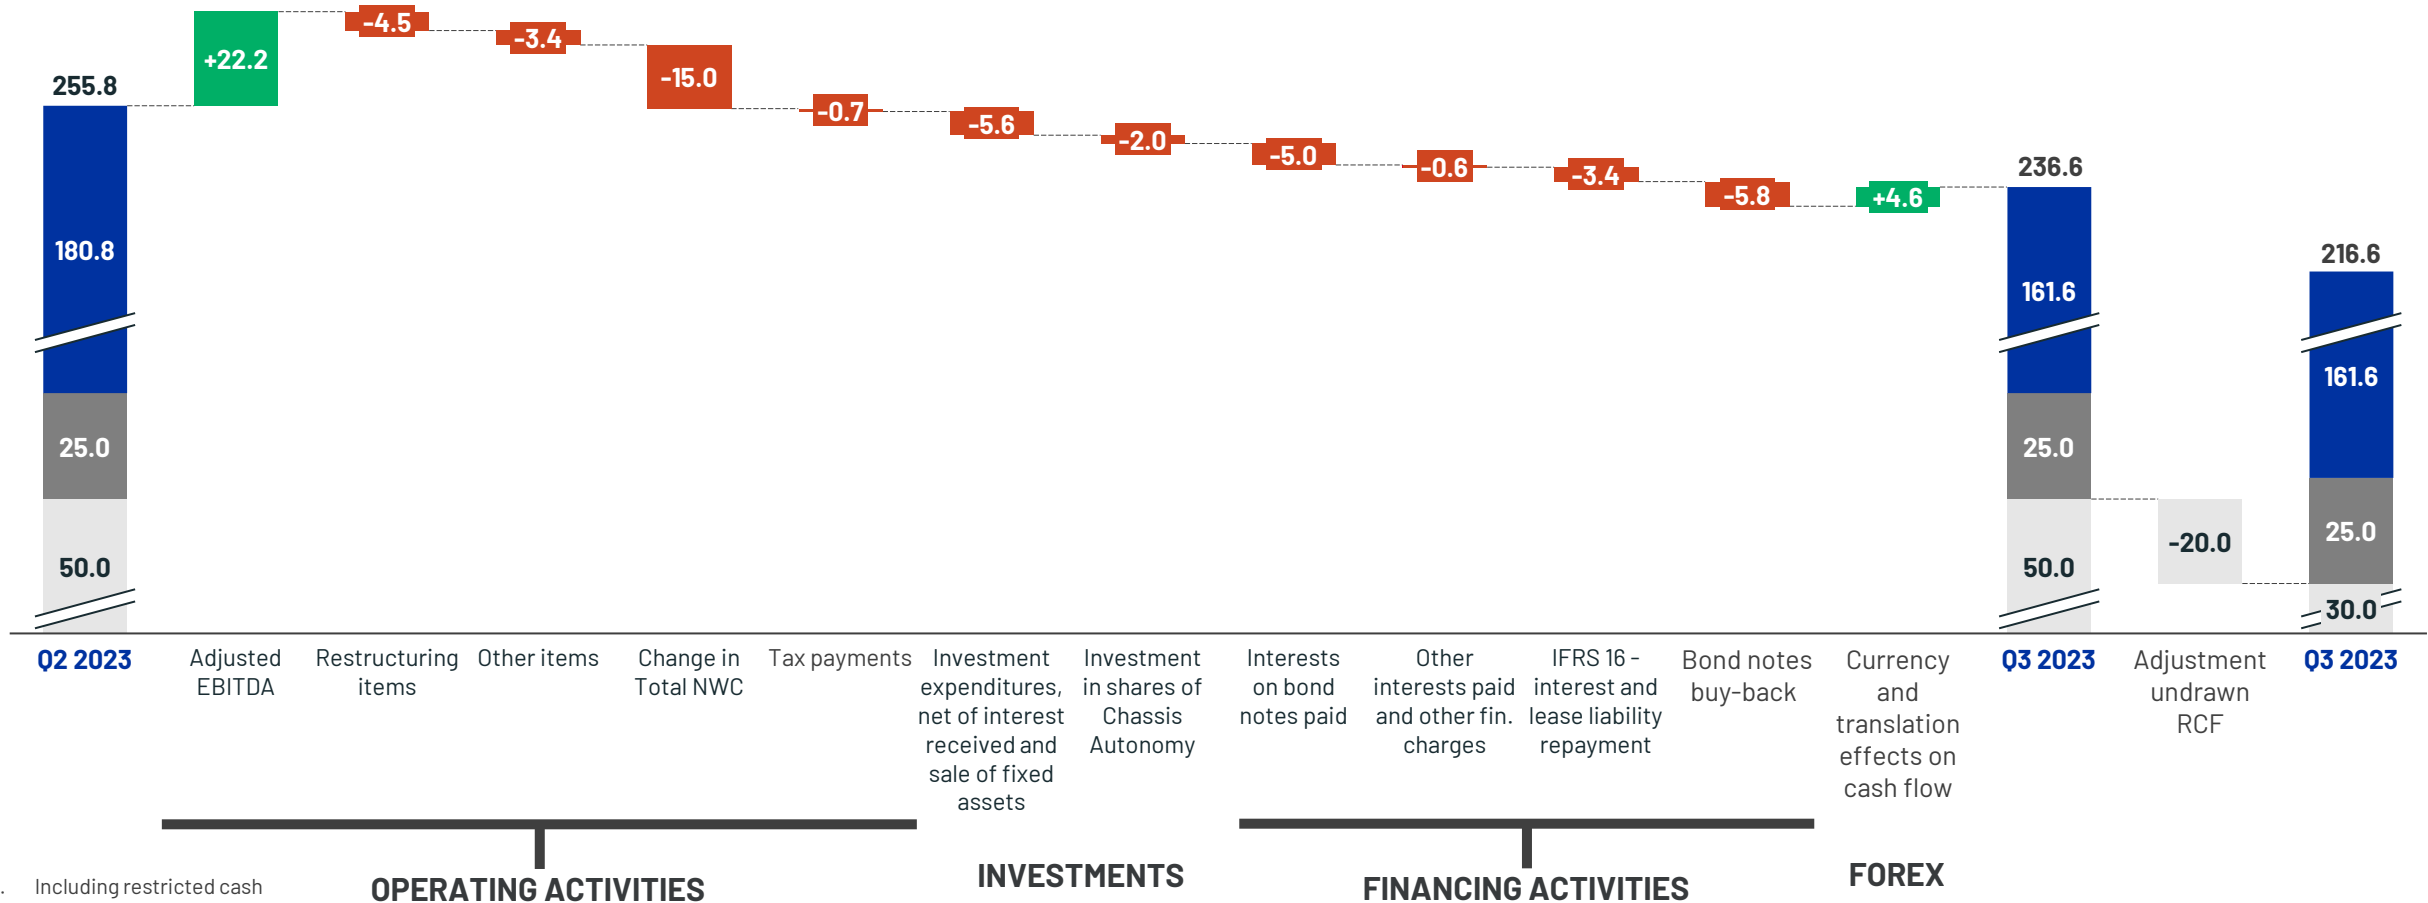 255.8
180.8
25.0
50.0
+22.2
-4.5
-3.4
-15.0
-0.7
-5.6
-2.0
-5.0
-0.6
-3.4
-5.8
+4.6
236.6
161.6
25.0
50.0
-20.0
216.6
161.6
25.0
30.0
Q2 2023
Adjusted
EBITDA
Restructuring
items
Other items
Change in
Total NWC
Tax payments
Investment
expenditures,
net of interest
received and
sale of fixed
assets
Investment
in shares of
Chassis
Autonomy
Interests
on bond
notes paid
Other
interests paid
and other fin.
charges
IFRS 16 -
interest and
lease liability
repayment
Bond notes
buy-back
Currency
and
translation
effects on
cash flow
Q3 2023
Adjustment
undrawn
RCF
Q3 2023
OPERATING ACTIVITIES
INVESTMENTS
FINANCING ACTIVITIES
FOREX
. Including restricted cash